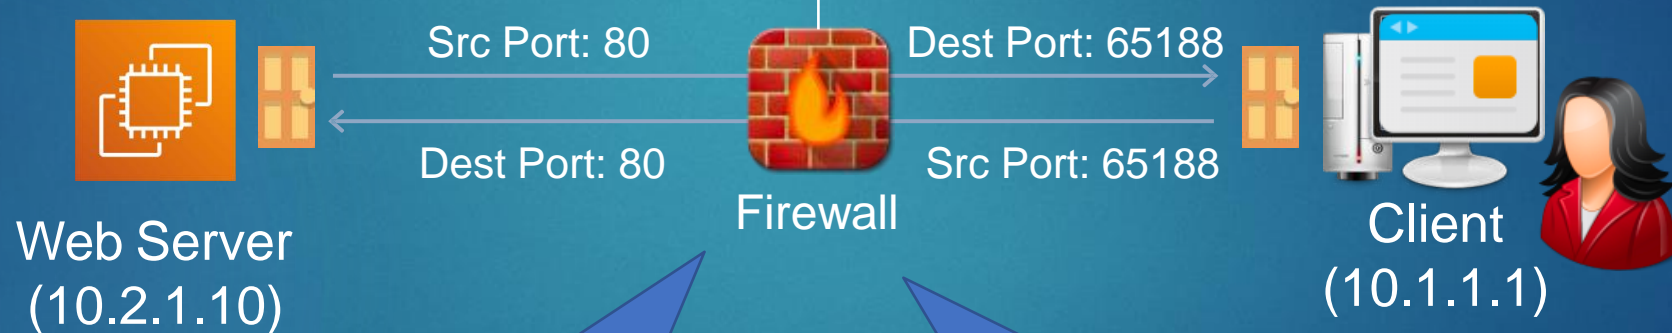 Src Port: 80
Dest Port: 65188
Dest Port: 80
Src Port: 65188
Firewall
Web Server
(10.2.1.10)
Client
(10.1.1.1)